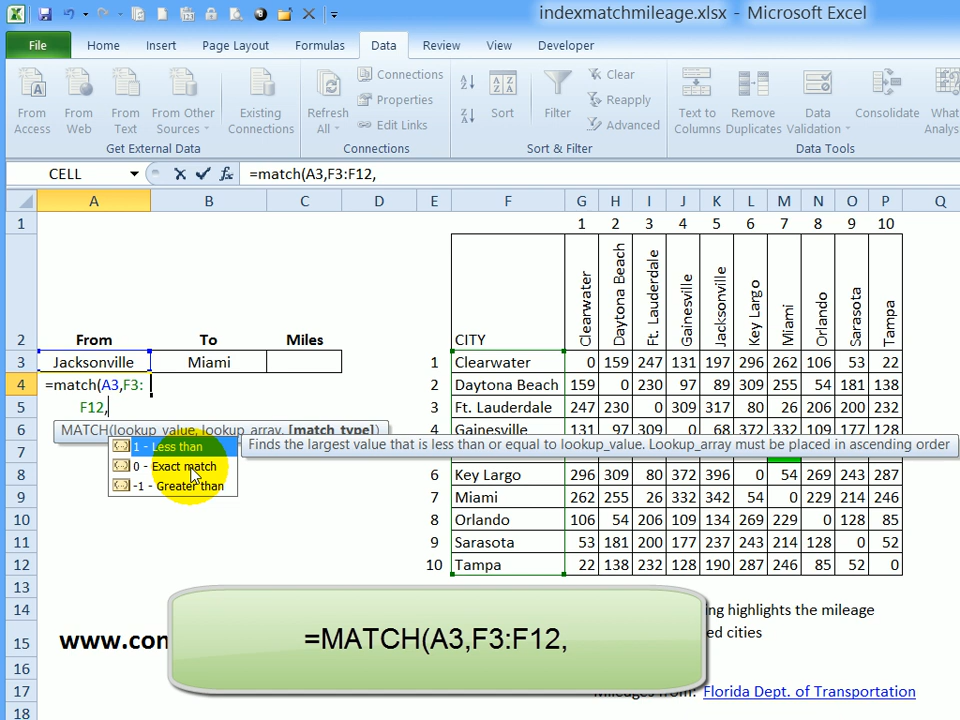 indexmatchmileage.xlsx - Microsoft Excel
File Home Insert Page Layout Formulas Data Review View Developer
From Access From Web From Text From Other Sources Existing Connections Refresh All Connections Properties Edit Links Sort Filter Clear Reapply Advanced Text to Columns Remove Duplicates Data Validation Consolidate
Get External Data Connections Sort & Filter Data Tools
CELL =match(A3,F3:F12,
A B C D E F G H I J K L M N O P Q
1 1 2 3 4 5 6 7 8 9 10
2 From To Miles CITY Clearwater Daytona Beach Ft. Lauderdale Gainesville Jacksonville Key Largo Miami Orlando Sarasota Tampa
3 Jacksonville Miami 1 Clearwater 0 159 247 131 197 296 262 106 53 22
4 =match(A3,F3: 2 Daytona Beach 159 0 230 97 89 309 255 54 181 138
5 F12, 3 Ft. Lauderdale 247 230 0 309 317 80 26 206 200 232
6 MATCH(lookup_value, lookup_array, [match_type]) 4 Gainesville 131 97 309 0 68 372 332 109 177 128
7 1 - Less than Finds the largest value that is less than or equal to lookup_value. Lookup_array must be placed in ascending order
0 - Exact match
8 6 Key Largo 296 309 80 372 396 0 54 269 243 287
-1 - Greater than
9 7 Miami 262 255 26 332 342 54 0 229 214 246
10 8 Orlando 106 54 206 109 134 269 229 0 128 85
11 9 Sarasota 53 181 200 177 237 243 214 128 0 52
12 10 Tampa 22 138 232 128 190 287 246 85 52 0
13
14 highlights the mileage
15 www.con cities
=MATCH(A3,F3:F12,
16
17 Mileages from: Florida Dept. of Transportation
18